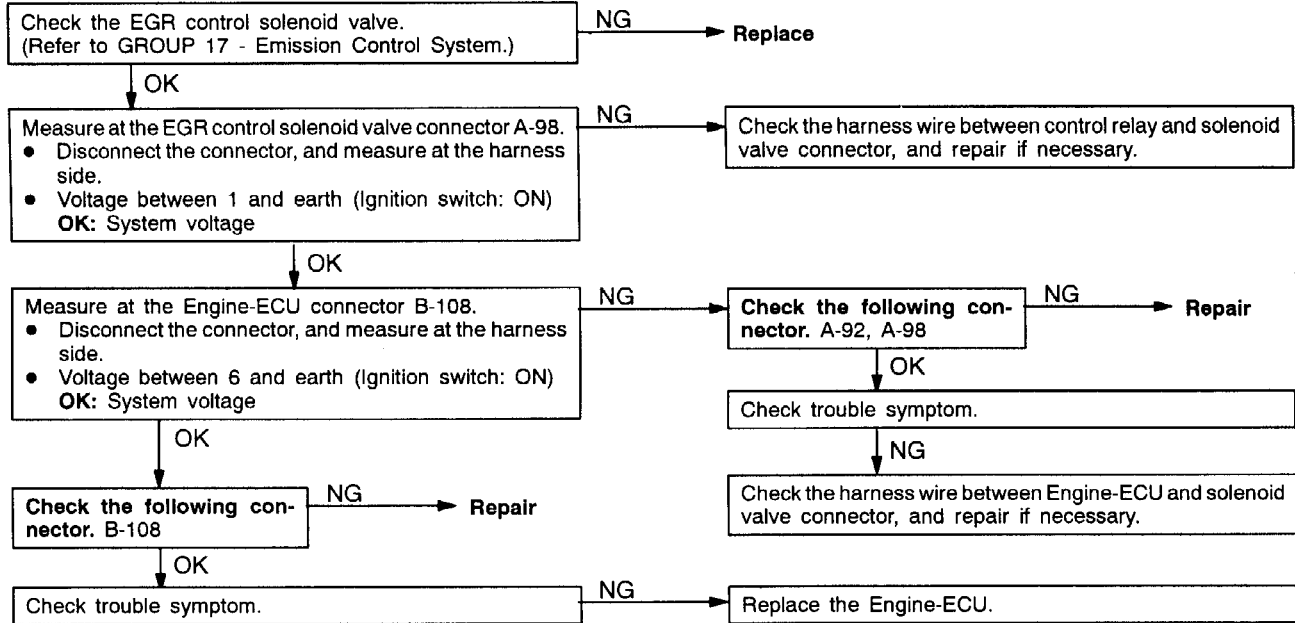 Check the EGR control solenoid valve.
(Refer to GROUP 17 - Emission Control System.)
NG
Replace
OK
Measure at the EGR control solenoid valve connector A-98.
● Disconnect the connector, and measure at the harness
side.
● Voltage between 1 and earth (Ignition switch: ON)
OK: System voltage
NG
Check the harness wire between control relay and solenoid
valve connector, and repair if necessary.
OK
Measure at the Engine-ECU connector B-108.
● Disconnect the connector, and measure at the harness
side.
● Voltage between 6 and earth (Ignition switch: ON)
OK: System voltage
NG
Check the following con-
nector. A-92, A-98
NG
Repair
OK
Check trouble symptom.
NG
Check the harness wire between Engine-ECU and solenoid
valve connector, and repair if necessary.
OK
Check the following con-
nector. B-108
NG
Repair
OK
Check trouble symptom.
NG
Replace the Engine-ECU.